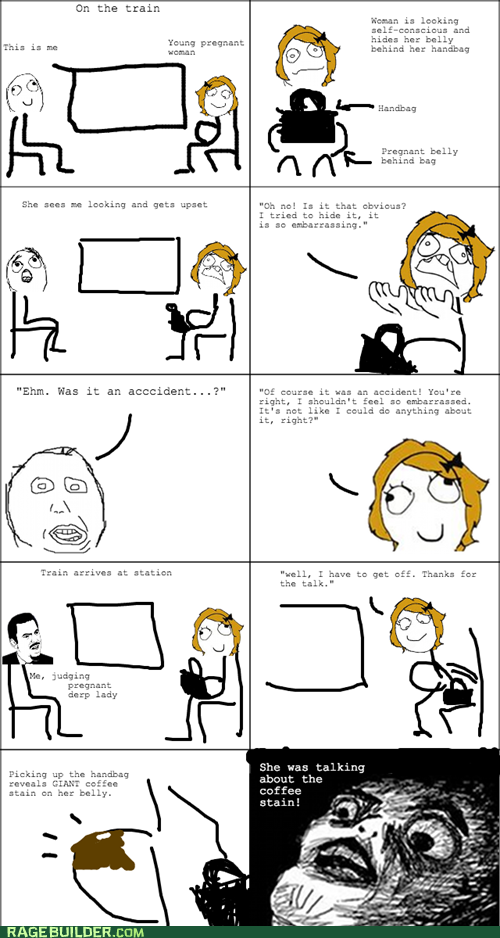 On the train
This is me
Young pregnant
woman
Woman is looking
self-conscious and
hides her belly
behind her handbag
Handbag
Pregnant belly
behind bag
She sees me looking and gets upset
"Oh no! Is it that obvious?
I tried to hide it, it
is so embarrassing."
"Ehm. Was it an acccident...?"
"Of course it was an accident! You're
right, I shouldn't feel so embarrassed.
It's not like I could do anything about
it, right?"
Train arrives at station
Me, judging
pregnant
derp lady
"well, I have to get off. Thanks for
the talk."
Picking up the handbag
reveals GIANT coffee
stain on her belly.
She was talking
about the
coffee
stain!
RAGEBUILDER.COM